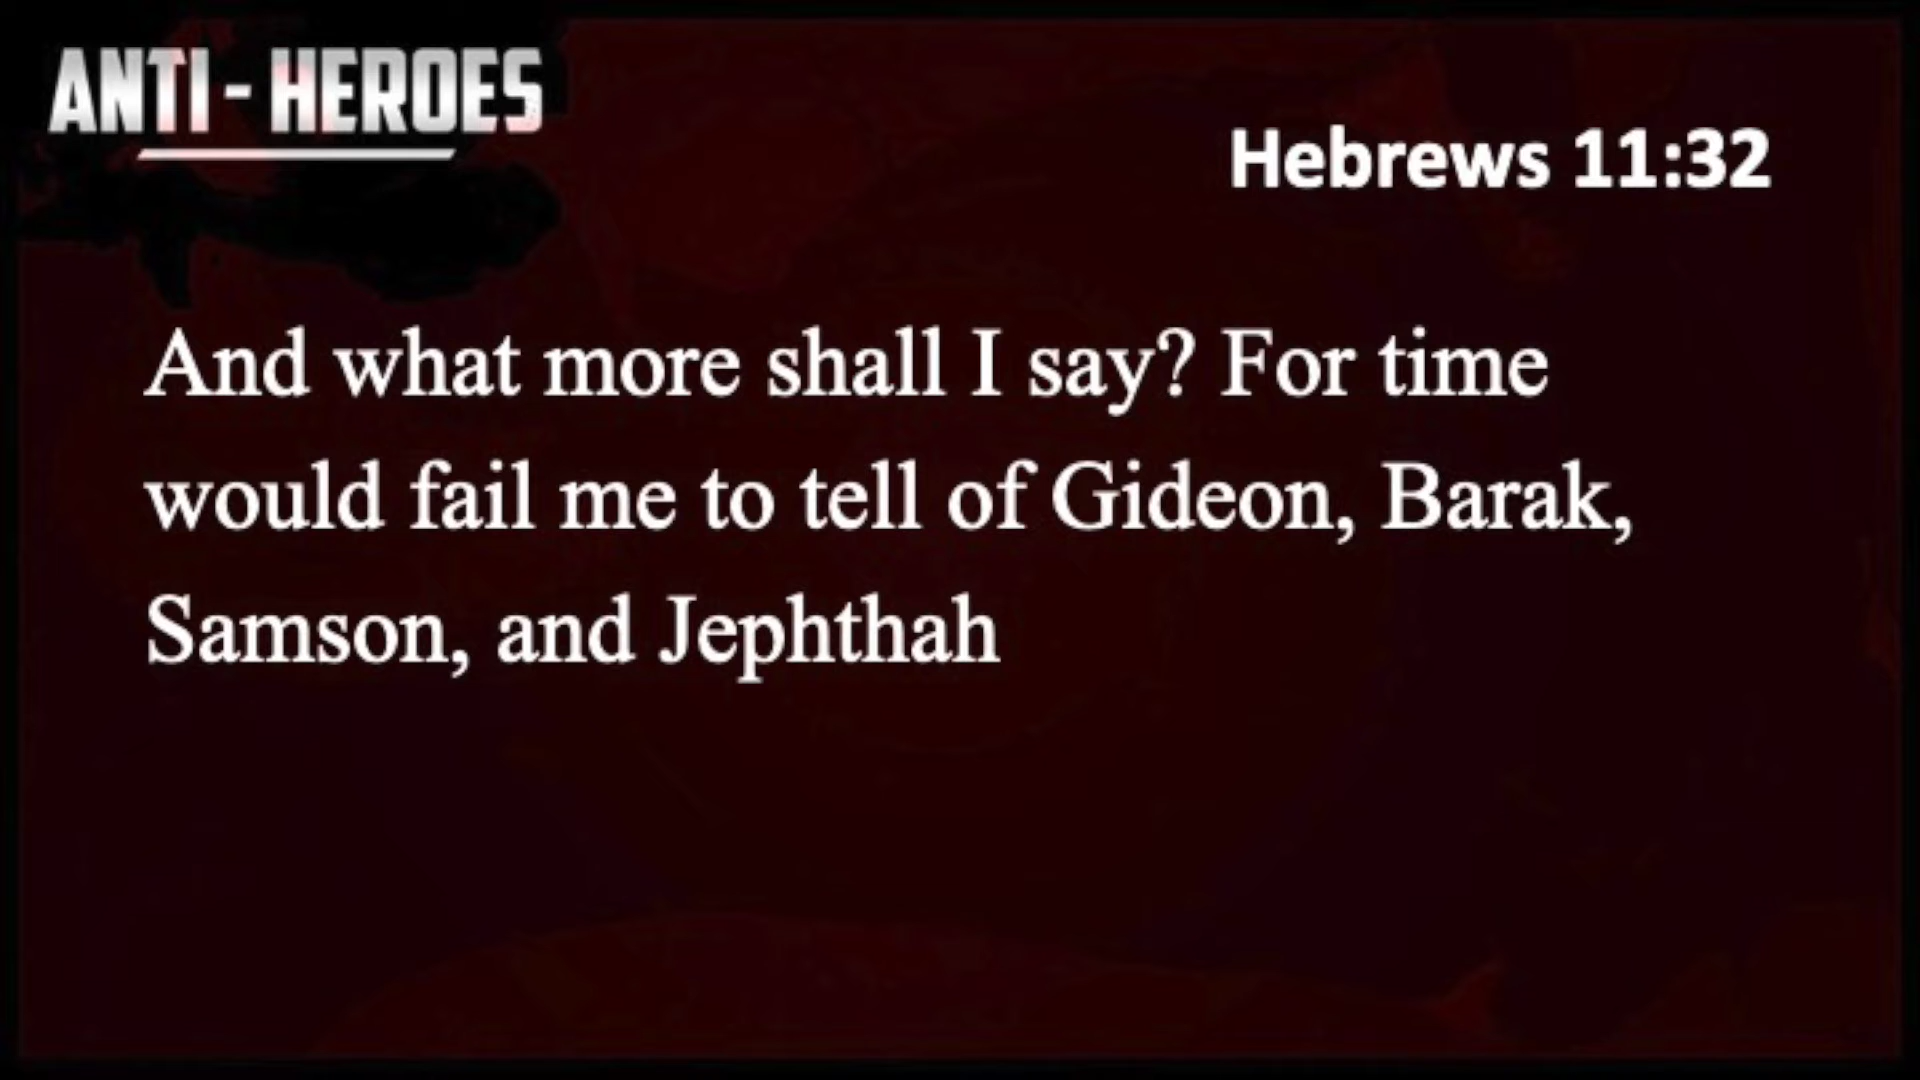 ANTI - HEROES
Hebrews 11:32
And what more shall I say? For time
would fail me to tell of Gideon, Barak,
Samson, and Jephthah